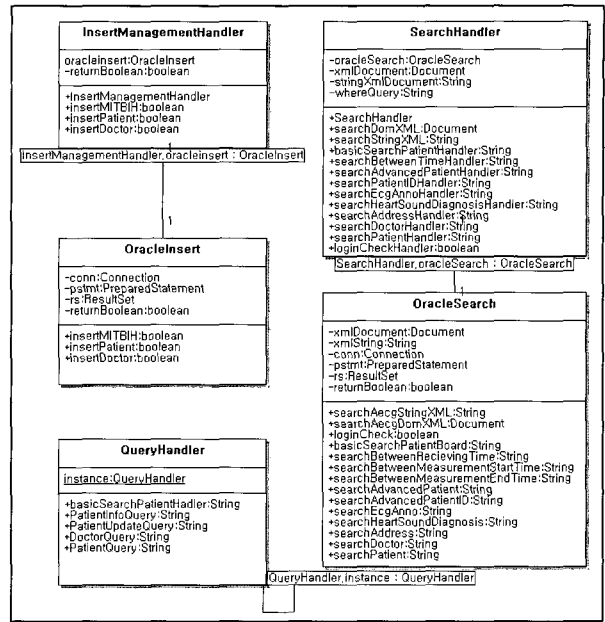 InsertManagementHandler
oracleinsert:OracleInsert
-returnBoolean:boolean
+InsertManagementHandler
+insertMITBIH:boolean
+insertPatient:boolean
+insertDoctor:boolean
InsertManagementHandler,oracleinsert : OracleInsert
1
1
OracleInsert
-conn:Connection
-pstmt:PreparedStatement
-rs:ResultSet
-returnBoolean:boolean
+insertMITBIH:boolean
+insertPatient:boolean
+insertDoctor:boolean
QueryHandler
instance:QueryHandler
+basicSearchPatientHadler:String
+PatientInfoQuery:String
+PatientUpdateQuery:String
+DoctorQuery:String
+PatientQuery:String
QueryHandler,instance : QueryHandler
SearchHandler
-oracleSearch:OracleSearch
-xmlDocument:Document
-stringXmlDocument:String
-whereQuery:String
+SearchHandler
+searchDomXML:Document
+searchStringXML:String
+basicSearchPatientHandler:String
+searchBetweenTimeHandler:String
+searchAdvancedPatientHandler:String
+searchPatientIDHandler:String
+searchEcgAnnoHandler:String
+searchHeartSoundDiagnosisHandler:String
+searchAddressHandler:String
+searchDoctorHandler:String
+searchPatientHandler:String
+loginCheckHandler:boolean
SearchHandler,oracleSearch : OracleSearch
1
OracleSearch
-xmlDocument:Document
-xmlString:String
-conn:Connection
-pstmt:PreparedStatement
-rs:ResultSet
-returnBoolean:boolean
+searchAecgStringXML:String
+searchAecgDomXML:Document
+loginCheck:boolean
+basicSearchPatientBoard:String
+searchBetweenRecievingTime:String
+searchBetweenMeasurementStartTime:String
+searchBetweenMeasurementEndTime:String
+searchAdvancedPatient:String
+searchAdvancedPatientID:String
+searchEcgAnno:String
+searchHeartSoundDiagnosis:String
+searchAddress:String
+searchDoctor:String
+searchPatient:String